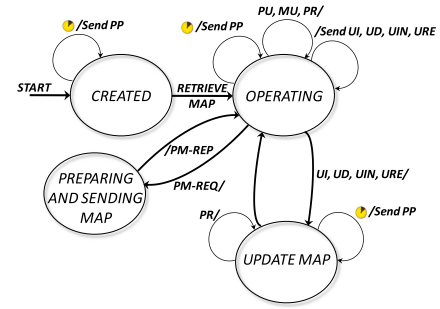 /Send PP
/Send PP
PU, MU, PR/
/Send UI, UD, UIN, URE
START
CREATED
RETRIEVE
MAP
OPERATING
/PM-REP
PM-REQ/
PREPARING
AND SENDING
MAP
UI, UD, UIN, URE/
PR/
/Send PP
UPDATE MAP